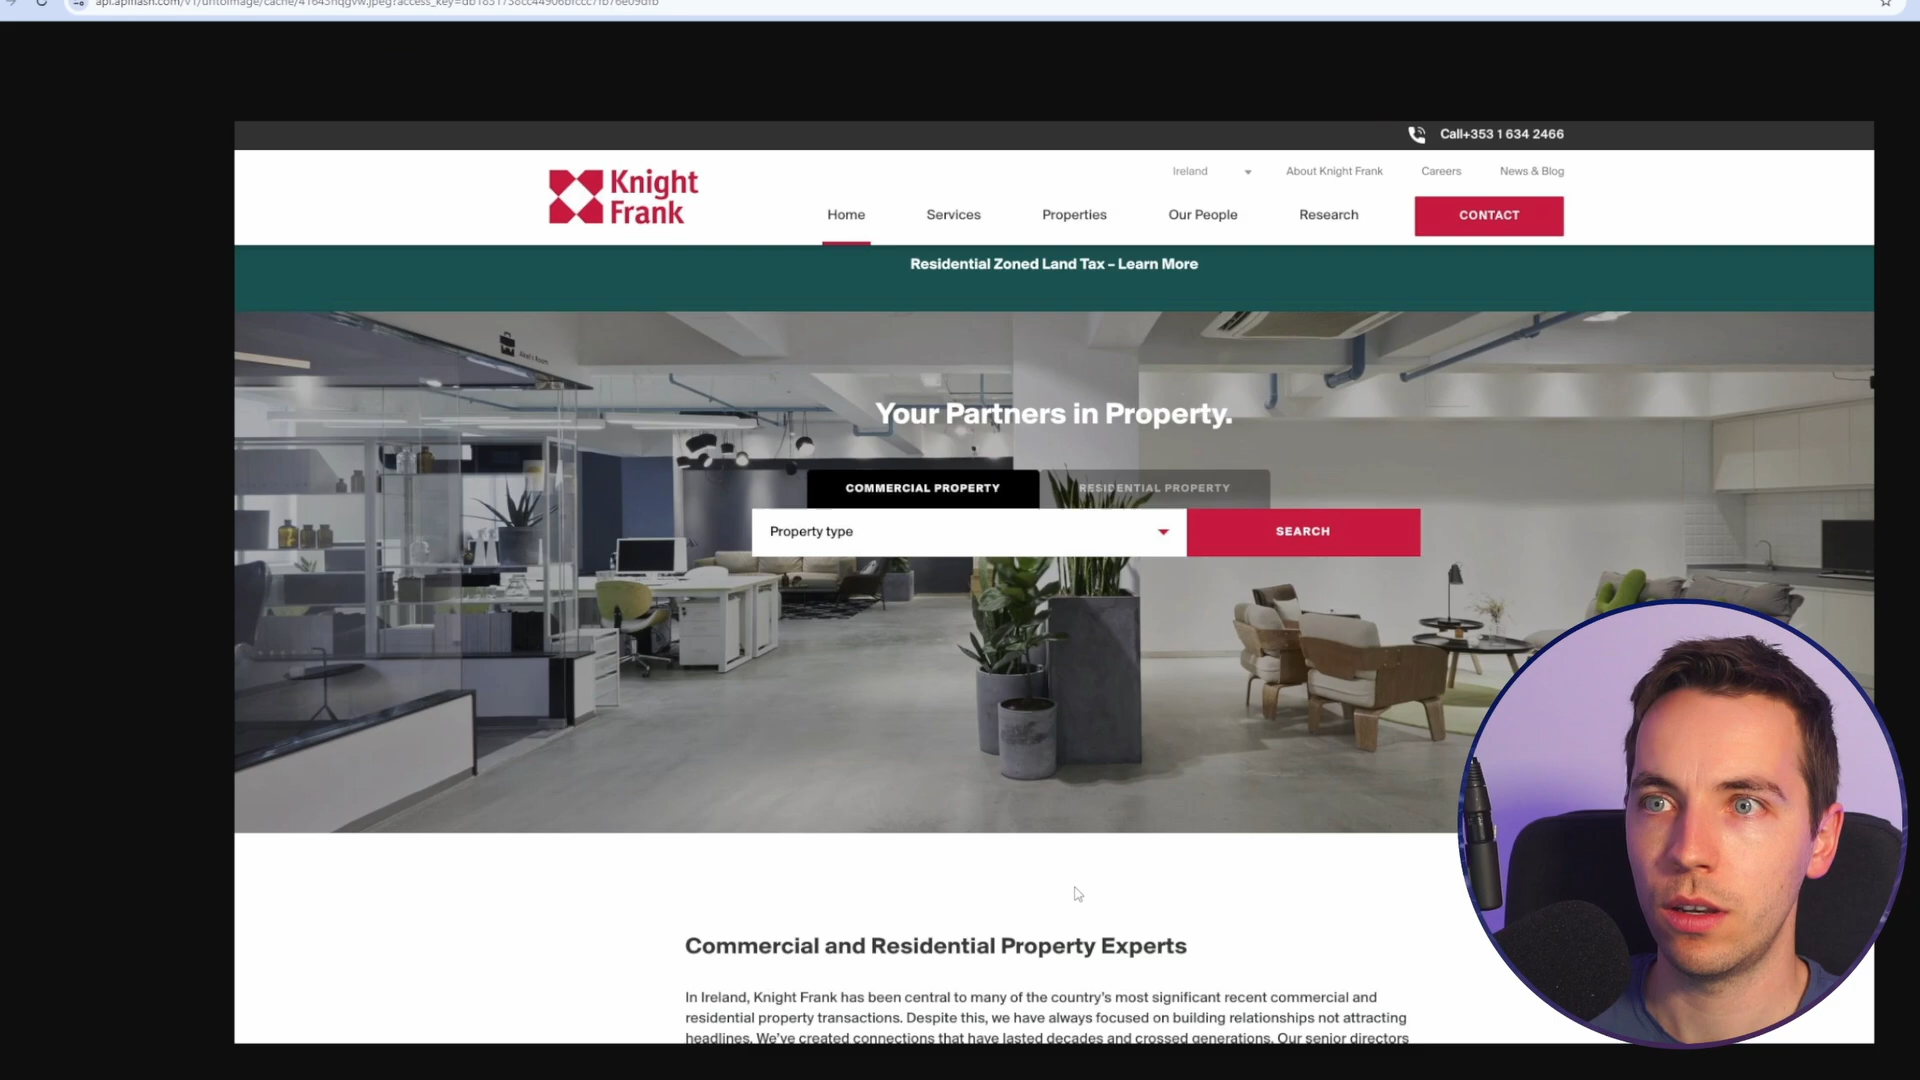 Call+353 1 634 2466
Knight
Frank
Ireland
About Knight Frank
Careers
News & Blog
Home
Services
Properties
Our People
Research
CONTACT
Residential Zoned Land Tax – Learn More
Your Partners in Property.
COMMERCIAL PROPERTY
RESIDENTIAL PROPERTY
Property type
SEARCH
Commercial and Residential Property Experts
In Ireland, Knight Frank has been central to many of the country's most significant recent commercial and
residential property transactions. Despite this, we have always focused on building relationships not attracting
headlines. We've created connections that have lasted decades and crossed generations. Our senior directors